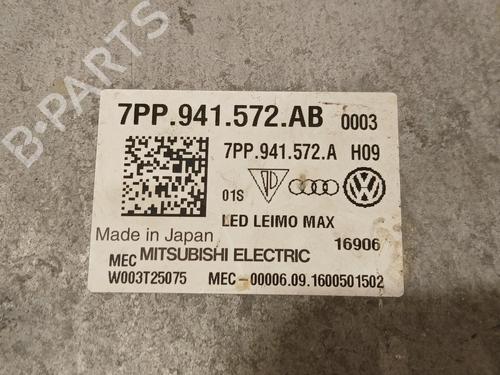 7PP.941.572.AB 0003
7PP.941.572.A H09
01S
LED LEIMO MAX
Made in Japan 16906
MEC MITSUBISHI ELECTRIC
W003T25075 MEC-00006.09.1600501502
B-PARTS